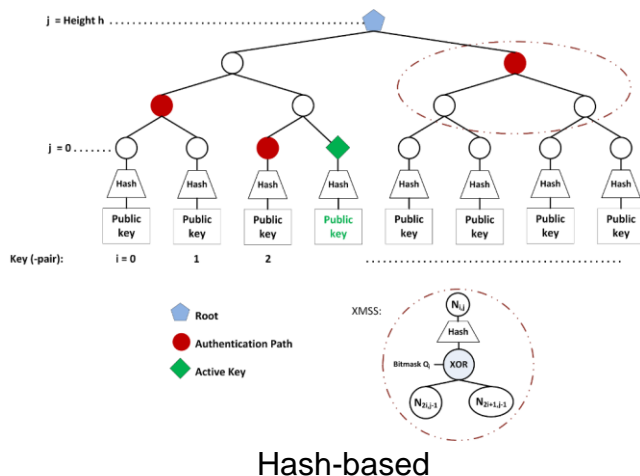 j = Height h
j = 0
Hash Hash Hash Hash Hash Hash Hash Hash
Public key Public key Public key Public key Public key Public key Public key Public key
Key (-pair): i = 0 1 2
Root
Authentication Path
Active Key
XMSS:
Ni,j
Hash
Bitmask Qj XOR
N2i,j-1 N2i+1,j-1
Hash-based